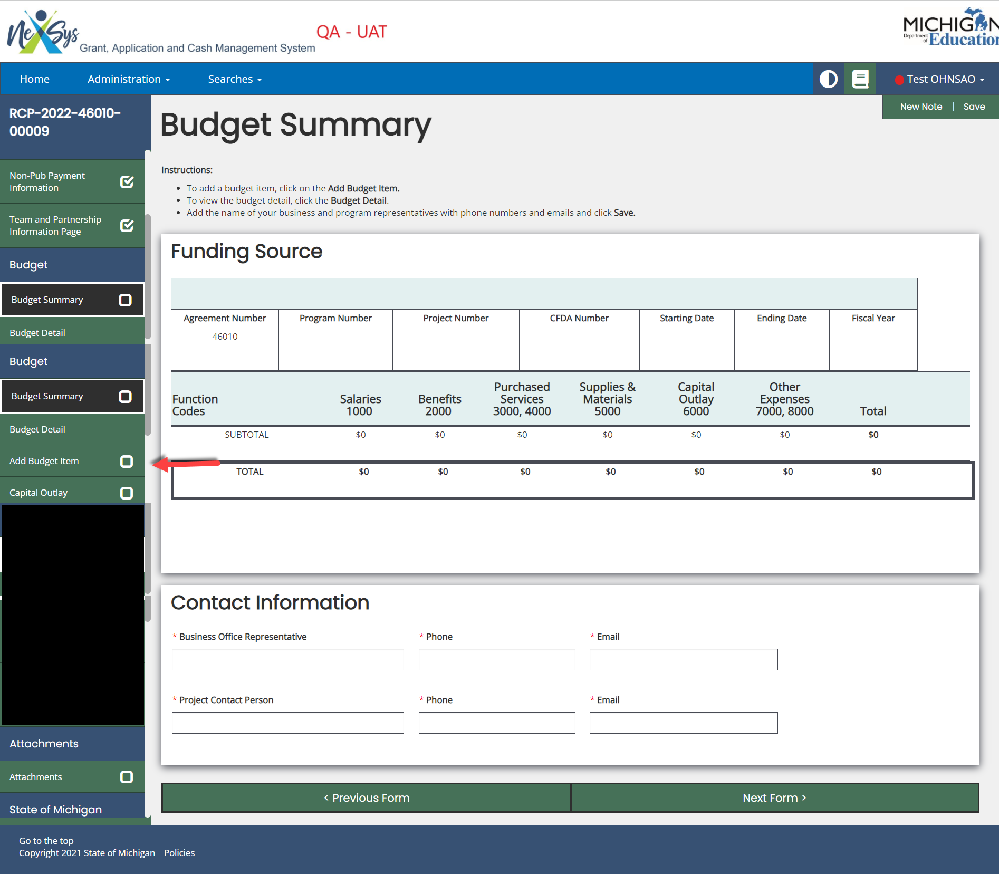 NexSys
Grant, Application and Cash Management System
QA - UAT
MICHIGAN
Department of Education
Home
Administration
Searches
Test OHNSAO
New Note | Save
RCP-2022-46010-
00009
Non-Pub Payment
Information
Team and Partnership
Information Page
Budget
Budget Summary
Budget Detail
Budget
Budget Summary
Budget Detail
Add Budget Item
Capital Outlay
Attachments
Attachments
State of Michigan
Budget Summary
Instructions:
• To add a budget item, click on the Add Budget Item.
• To view the budget detail, click the Budget Detail.
• Add the name of your business and program representatives with phone numbers and emails and click Save.
Funding Source
Agreement Number Program Number Project Number CFDA Number Starting Date Ending Date Fiscal Year
46010
Function
Codes
Salaries
1000
Benefits
2000
Purchased
Services
3000, 4000
Supplies &
Materials
5000
Capital
Outlay
6000
Other
Expenses
7000, 8000
Total
SUBTOTAL $0 $0 $0 $0 $0 $0 $0
TOTAL $0 $0 $0 $0 $0 $0 $0
Contact Information
* Business Office Representative * Phone * Email
* Project Contact Person * Phone * Email
< Previous Form
Next Form >
Go to the top
Copyright 2021 State of Michigan Policies